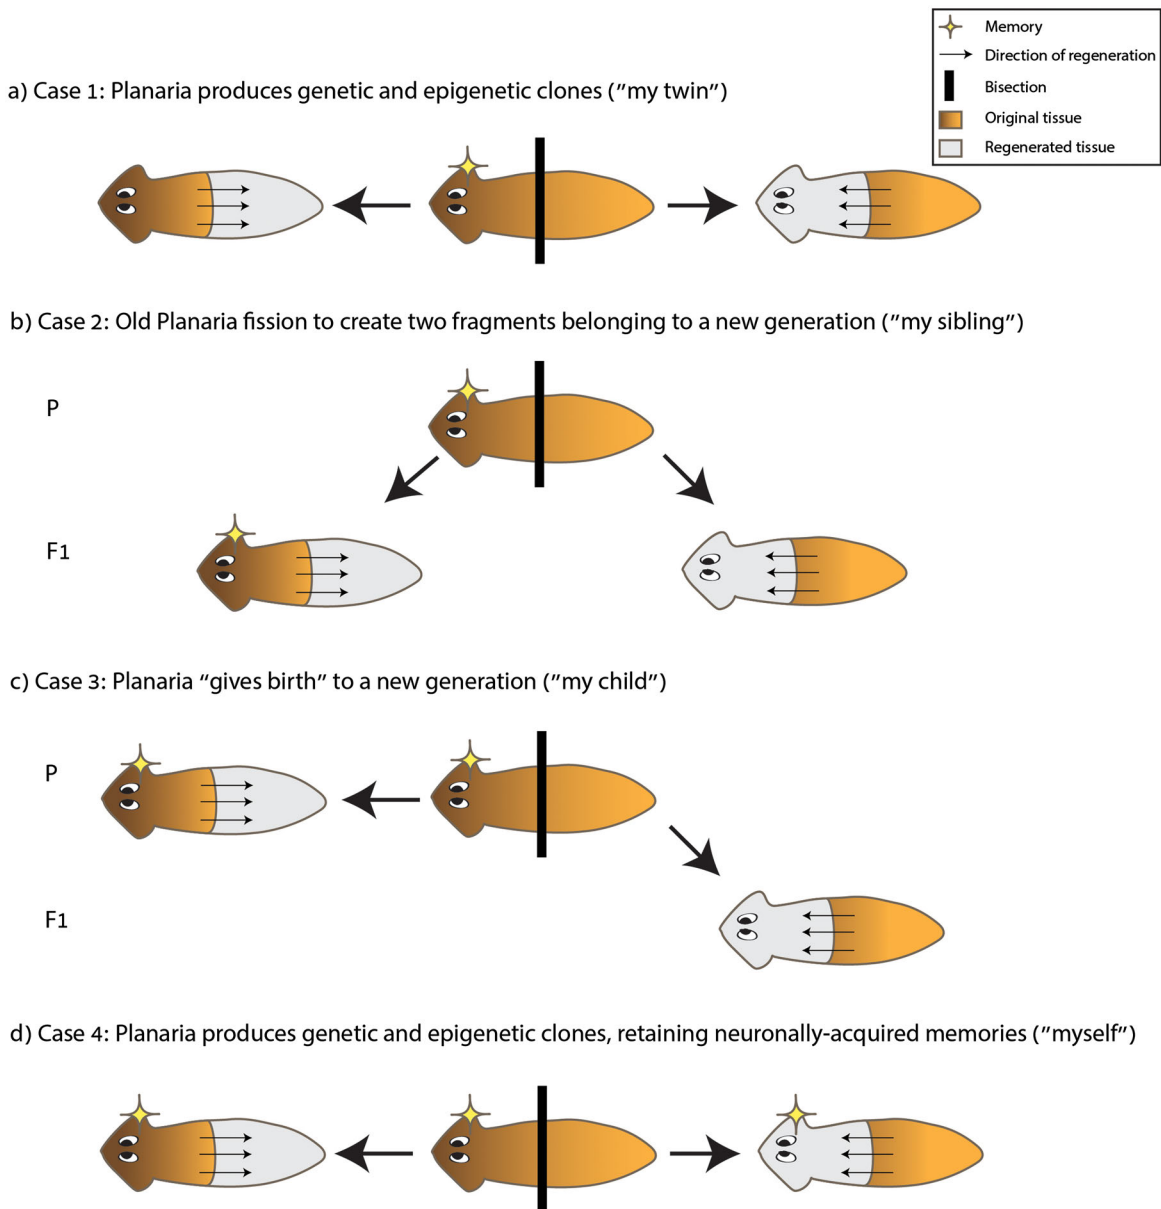 Memory
Direction of regeneration
Bisection
Original tissue
Regenerated tissue
a) Case 1: Planaria produces genetic and epigenetic clones (”my twin”)
b) Case 2: Old Planaria fission to create two fragments belonging to a new generation (”my sibling”)
P
F1
c) Case 3: Planaria “gives birth” to a new generation (”my child”)
P
F1
d) Case 4: Planaria produces genetic and epigenetic clones, retaining neuronally-acquired memories (”myself”)